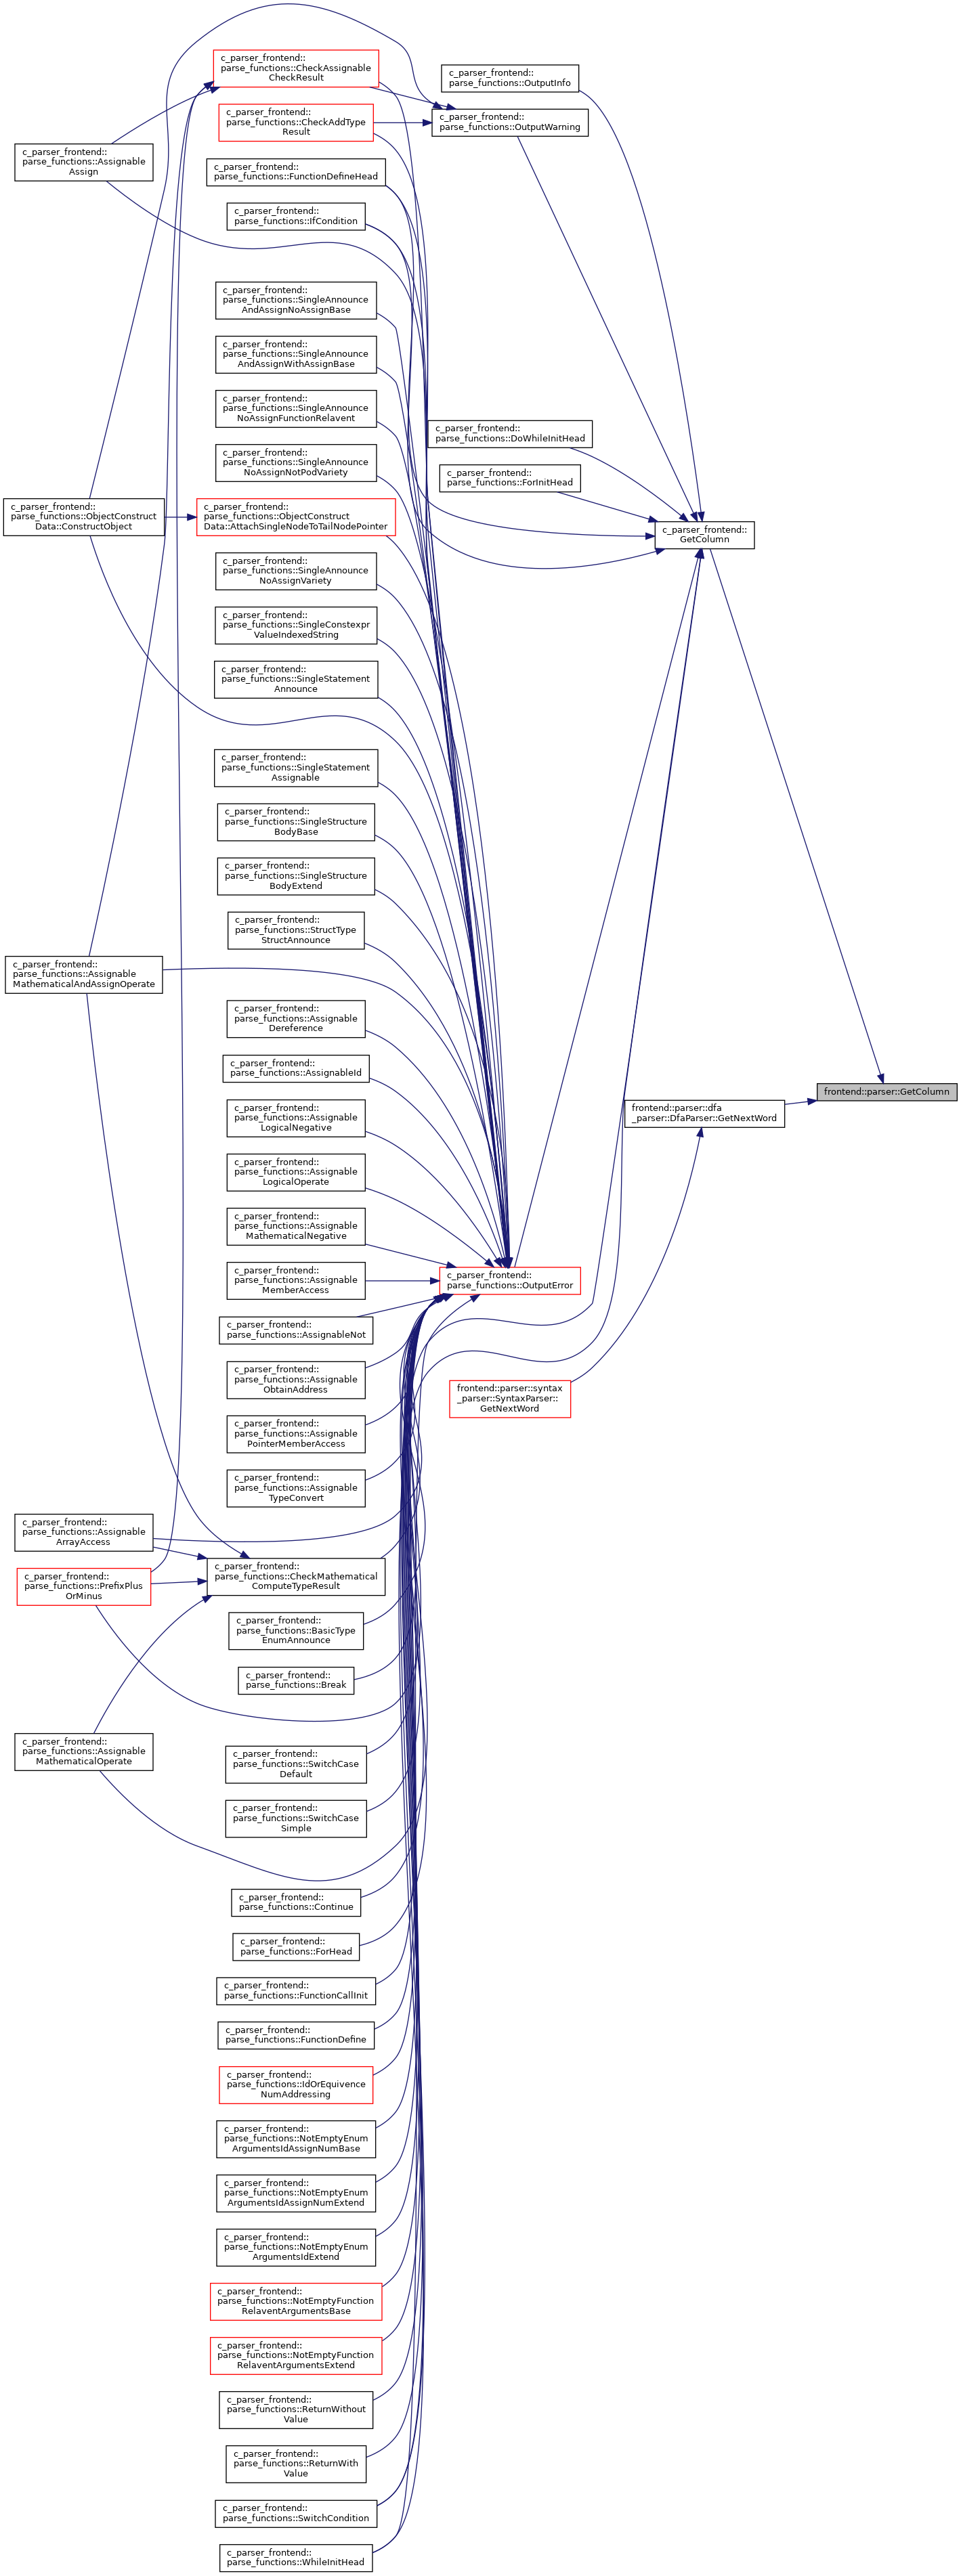 c_parser_frontend::
parse_functions::CheckAssignable
CheckResult
c_parser_frontend::
parse_functions::OutputInfo
c_parser_frontend::
parse_functions::CheckAddType
Result
c_parser_frontend::
parse_functions::OutputWarning
c_parser_frontend::
parse_functions::Assignable
Assign
c_parser_frontend::
parse_functions::FunctionDefineHead
c_parser_frontend::
parse_functions::IfCondition
c_parser_frontend::
parse_functions::SingleAnnounce
AndAssignNoAssignBase
c_parser_frontend::
parse_functions::SingleAnnounce
AndAssignWithAssignBase
c_parser_frontend::
parse_functions::SingleAnnounce
NoAssignFunctionRelavent
c_parser_frontend::
parse_functions::DoWhileInitHead
c_parser_frontend::
parse_functions::SingleAnnounce
NoAssignNotPodVariety
c_parser_frontend::
parse_functions::ForInitHead
c_parser_frontend::
parse_functions::ObjectConstruct
Data::ConstructObject
c_parser_frontend::
parse_functions::ObjectConstruct
Data::AttachSingleNodeToTailNodePointer
c_parser_frontend::
GetColumn
c_parser_frontend::
parse_functions::SingleAnnounce
NoAssignVariety
c_parser_frontend::
parse_functions::SingleConstexpr
ValueIndexedString
c_parser_frontend::
parse_functions::SingleStatement
Announce
c_parser_frontend::
parse_functions::SingleStatement
Assignable
c_parser_frontend::
parse_functions::SingleStructure
BodyBase
c_parser_frontend::
parse_functions::SingleStructure
BodyExtend
c_parser_frontend::
parse_functions::StructType
StructAnnounce
c_parser_frontend::
parse_functions::Assignable
MathematicalAndAssignOperate
c_parser_frontend::
parse_functions::Assignable
Dereference
c_parser_frontend::
parse_functions::AssignableId
frontend::parser::GetColumn
frontend::parser::dfa
_parser::DfaParser::GetNextWord
c_parser_frontend::
parse_functions::Assignable
LogicalNegative
c_parser_frontend::
parse_functions::Assignable
LogicalOperate
c_parser_frontend::
parse_functions::Assignable
MathematicalNegative
c_parser_frontend::
parse_functions::Assignable
MemberAccess
c_parser_frontend::
parse_functions::OutputError
c_parser_frontend::
parse_functions::AssignableNot
c_parser_frontend::
parse_functions::Assignable
ObtainAddress
frontend::parser::syntax
_parser::SyntaxParser::
GetNextWord
c_parser_frontend::
parse_functions::Assignable
PointerMemberAccess
c_parser_frontend::
parse_functions::Assignable
TypeConvert
c_parser_frontend::
parse_functions::Assignable
ArrayAccess
c_parser_frontend::
parse_functions::PrefixPlus
OrMinus
c_parser_frontend::
parse_functions::CheckMathematical
ComputeTypeResult
c_parser_frontend::
parse_functions::BasicType
EnumAnnounce
c_parser_frontend::
parse_functions::Break
c_parser_frontend::
parse_functions::Assignable
MathematicalOperate
c_parser_frontend::
parse_functions::SwitchCase
Default
c_parser_frontend::
parse_functions::SwitchCase
Simple
c_parser_frontend::
parse_functions::Continue
c_parser_frontend::
parse_functions::ForHead
c_parser_frontend::
parse_functions::FunctionCallInit
c_parser_frontend::
parse_functions::FunctionDefine
c_parser_frontend::
parse_functions::IdOrEquivence
NumAddressing
c_parser_frontend::
parse_functions::NotEmptyEnum
ArgumentsIdAssignNumBase
c_parser_frontend::
parse_functions::NotEmptyEnum
ArgumentsIdAssignNumExtend
c_parser_frontend::
parse_functions::NotEmptyEnum
ArgumentsIdExtend
c_parser_frontend::
parse_functions::NotEmptyFunction
RelaventArgumentsBase
c_parser_frontend::
parse_functions::NotEmptyFunction
RelaventArgumentsExtend
c_parser_frontend::
parse_functions::ReturnWithout
Value
c_parser_frontend::
parse_functions::ReturnWith
Value
c_parser_frontend::
parse_functions::SwitchCondition
c_parser_frontend::
parse_functions::WhileInitHead